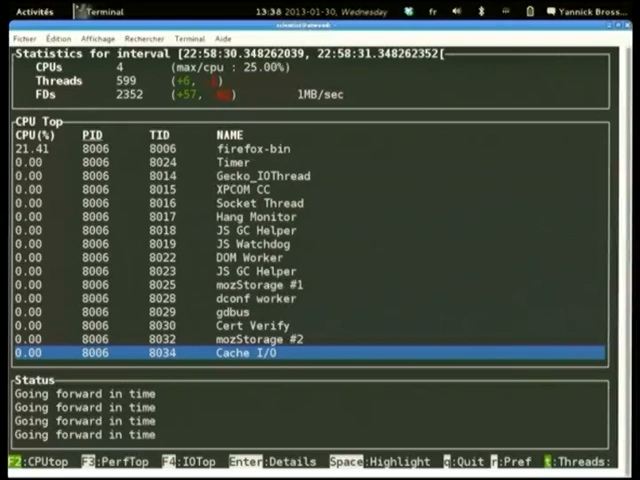 Activités Terminal 13:38 2013-01-30, Wednesday fr Yannick Bross...
Fichier Édition Affichage Rechercher Terminal Aide
Statistics for interval [22:58:30.348262039, 22:58:31.348262352[
CPUs 4 (max/cpu : 25.00%)
Threads 599 (+6, )
FDs 2352 (+57, ) 1MB/sec
CPU Top
CPU(%) PID TID NAME
21.41 8006 8006 firefox-bin
0.00 8006 8024 Timer
0.00 8006 8014 Gecko_IOThread
0.00 8006 8015 XPCOM CC
0.00 8006 8016 Socket Thread
0.00 8006 8017 Hang Monitor
0.00 8006 8018 JS GC Helper
0.00 8006 8019 JS Watchdog
0.00 8006 8022 DOM Worker
0.00 8006 8023 JS GC Helper
0.00 8006 8025 mozStorage #1
0.00 8006 8028 dconf worker
0.00 8006 8029 gdbus
0.00 8006 8030 Cert Verify
0.00 8006 8032 mozStorage #2
0.00 8006 8034 Cache I/O
Status
Going forward in time
Going forward in time
Going forward in time
Going forward in time
F2:CPUtop F3:PerfTop F4:IOTop Enter:Details Space:Highlight q:Quit r:Pref t:Threads: